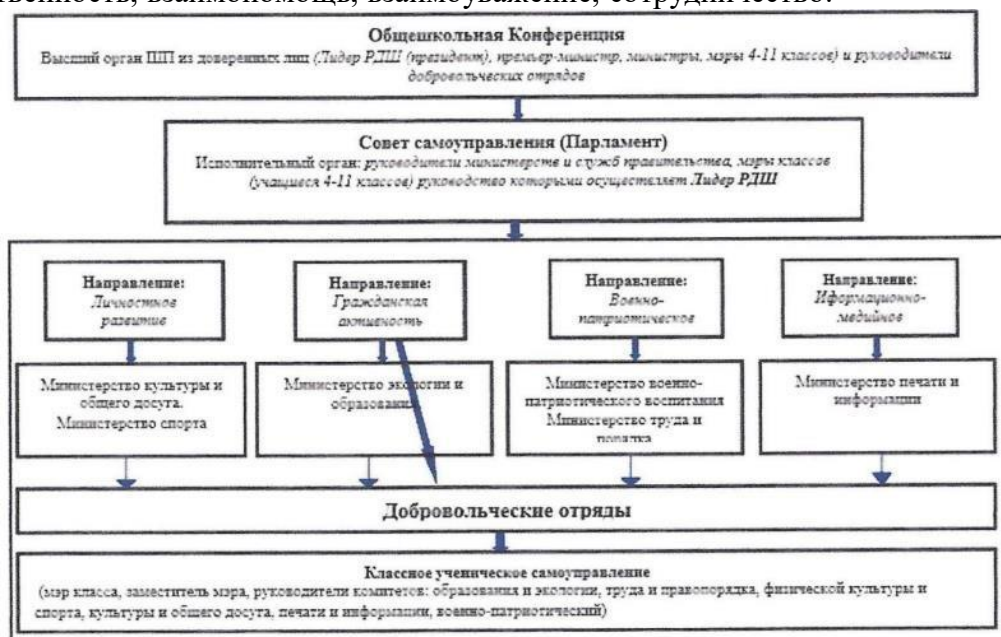 твенность, взаимопомощь, взаимоуважение, сотрудничество.
Общешкольная Конференция
Высший орган ШП из доверенных лиц (Лидер РДШ (президент), премьер-министр, министры, мэры 4-11 классов) и руководители
добровольческих отрядов
Совет самоуправления (Парламент)
Исполнительный орган: руководители министерств и служб правительства, мэры классов
(учащиеся 4-11 классов) руководство которыми осуществляет Лидер РДШ
Направление:
Личностное
развитие
Направление:
Гражданская
активность
Направление:
Военно-
патриотическое
Направление:
Иформационно-
медийное
Министерство культуры и
общего досуга.
Министерство спорта
Министерство экологии и
образования
Министерство военно-
патриотического воспитания
Министерство труда и
порядка
Министерство печати и
информации
Добровольческие отряды
Классное ученическое самоуправление
(мэр класса, заместитель мэра, руководители комитетов: образования и экологии, труда и правопорядка, физической культуры и
спорта, культуры и общего досуга, печати и информации, военно-патриотический)